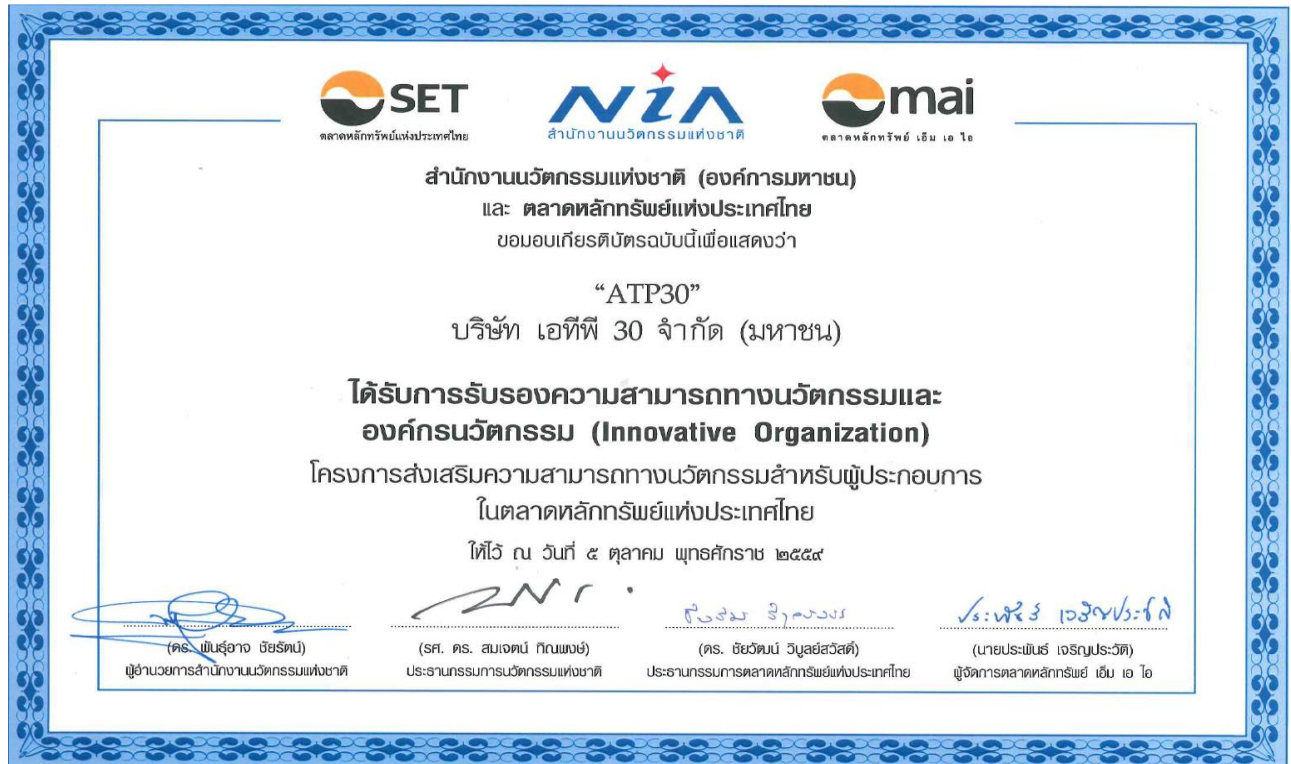 SET
ตลาดหลักทรัพย์แห่งประเทศไทย
NiA
สำนักงานนวัตกรรมแห่งชาติ
mai
ตลาดหลักทรัพย์ เอ็ม เอ ไอ
สำนักงานนวัตกรรมแห่งชาติ (องค์การมหาชน)
และ ตลาดหลักทรัพย์แห่งประเทศไทย
ขอมอบเกียรติบัตรฉบับนี้เพื่อแสดงว่า
“ATP30”
บริษัท เอทีพี 30 จำกัด (มหาชน)
ได้รับการรับรองความสามารถทางนวัตกรรมและ
องค์กรนวัตกรรม (Innovative Organization)
โครงการส่งเสริมความสามารถทางนวัตกรรมสำหรับผู้ประกอบการ
ในตลาดหลักทรัพย์แห่งประเทศไทย
ให้ไว้ ณ วันที่ ๕ ตุลาคม พุทธศักราช ๒๕๕๙
(ดร. พันธุ์อาจ ชัยรัตน์)
ผู้อำนวยการสำนักงานนวัตกรรมแห่งชาติ
(รศ. ดร. สมเจตน์ ทิณพงษ์)
ประธานกรรมการนวัตกรรมแห่งชาติ
(ดร. ชัยวัฒน์ วิบูลย์สวัสดิ์)
ประธานกรรมการตลาดหลักทรัพย์แห่งประเทศไทย
ประพันธ์ เจริญประวัติ
(นายประพันธ์ เจริญประวัติ)
ผู้จัดการตลาดหลักทรัพย์ เอ็ม เอ ไอ